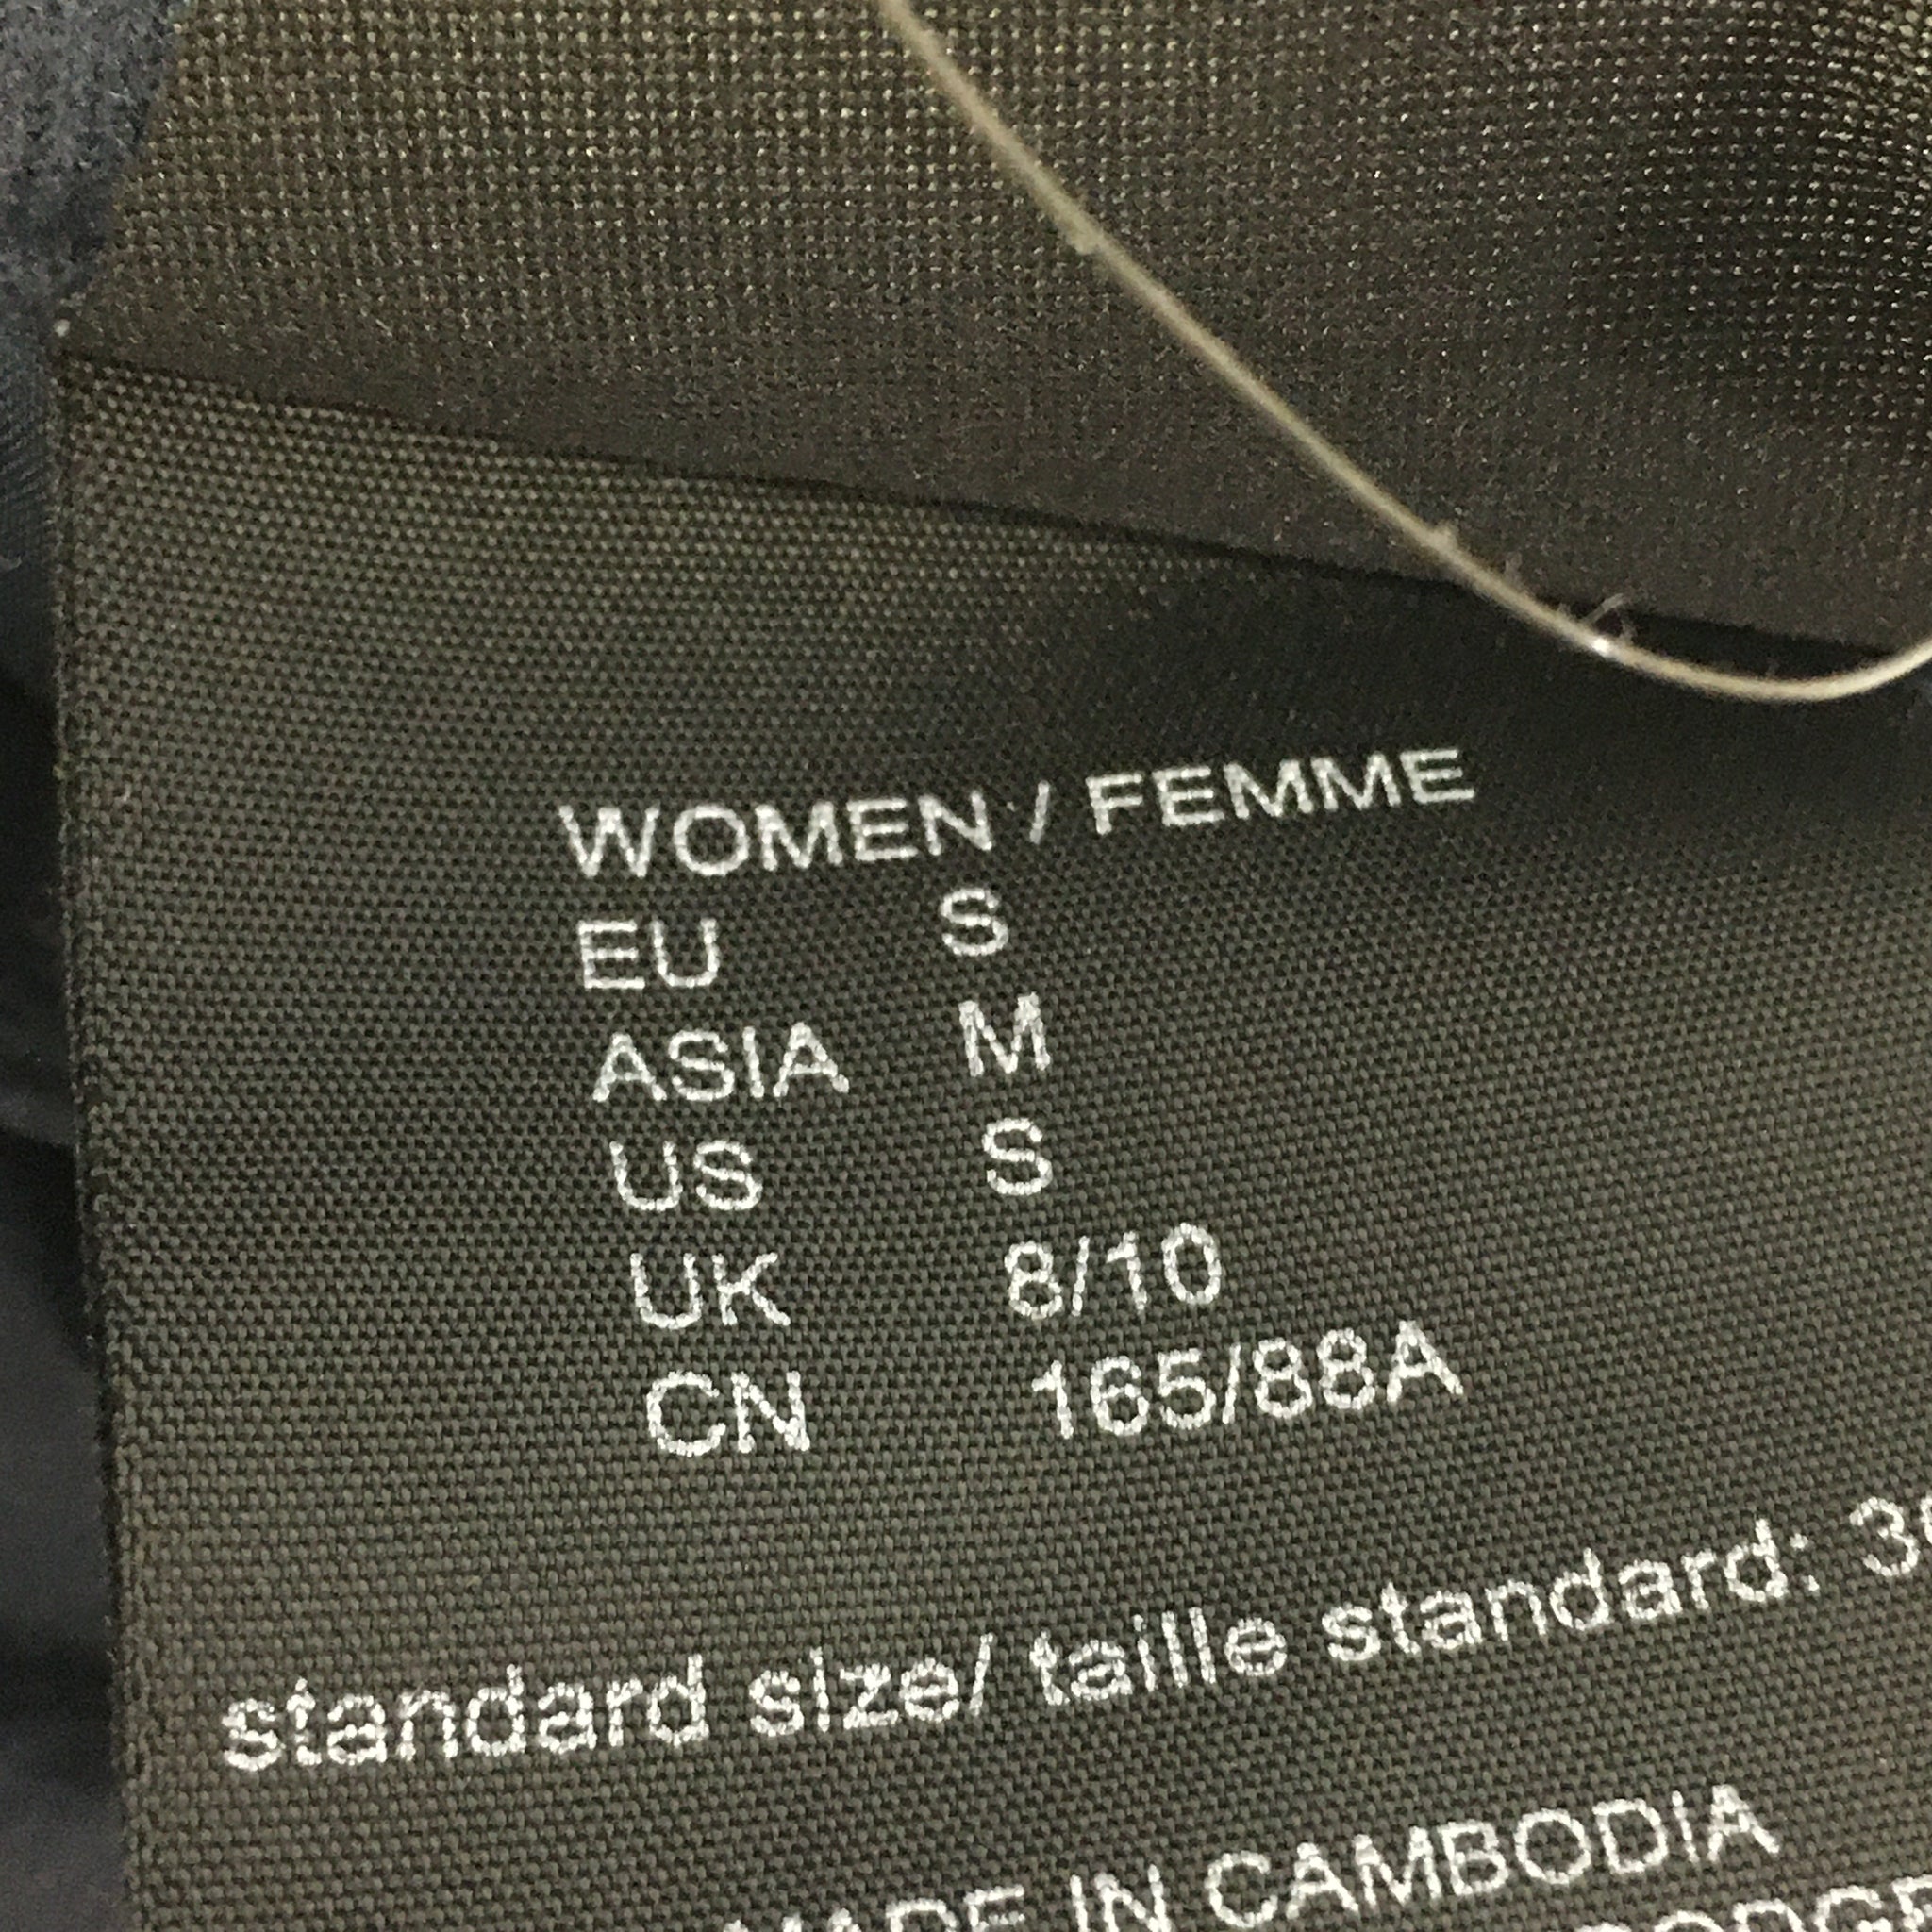 WOMEN / FEMME
EU S
ASIA M
US S
UK 8/10
CN 165/88A
standard size/ taille standard:
MADE IN CAMBODIA